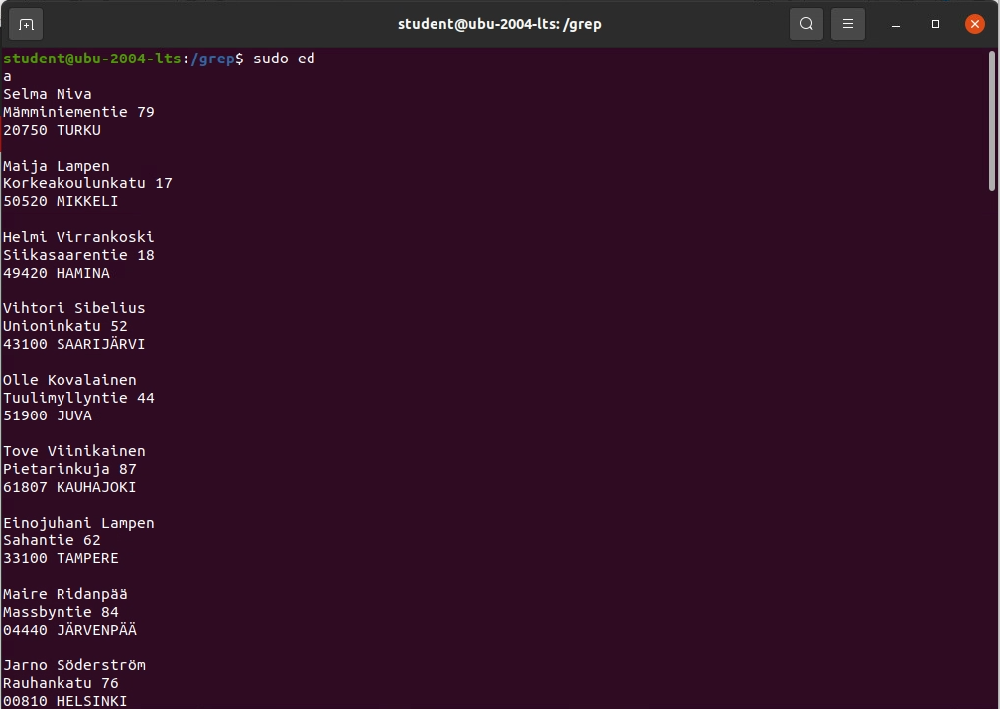 student@ubu-2004-lts: /grep
student@ubu-2004-lts:/grep$ sudo ed
a
Selma Niva
Mämminiementie 79
20750 TURKU

Maija Lampen
Korkeakoulunkatu 17
50520 MIKKELI

Helmi Virrankoski
Siikasaarentie 18
49420 HAMINA

Vihtori Sibelius
Unioninkatu 52
43100 SAARIJÄRVI

Olle Kovalainen
Tuulimyllyntie 44
51900 JUVA

Tove Viinikainen
Pietarinkuja 87
61807 KAUHAJOKI

Einojuhani Lampen
Sahantie 62
33100 TAMPERE

Maire Ridanpää
Massbyntie 84
04440 JÄRVENPÄÄ

Jarno Söderström
Rauhankatu 76
00810 HELSINKI